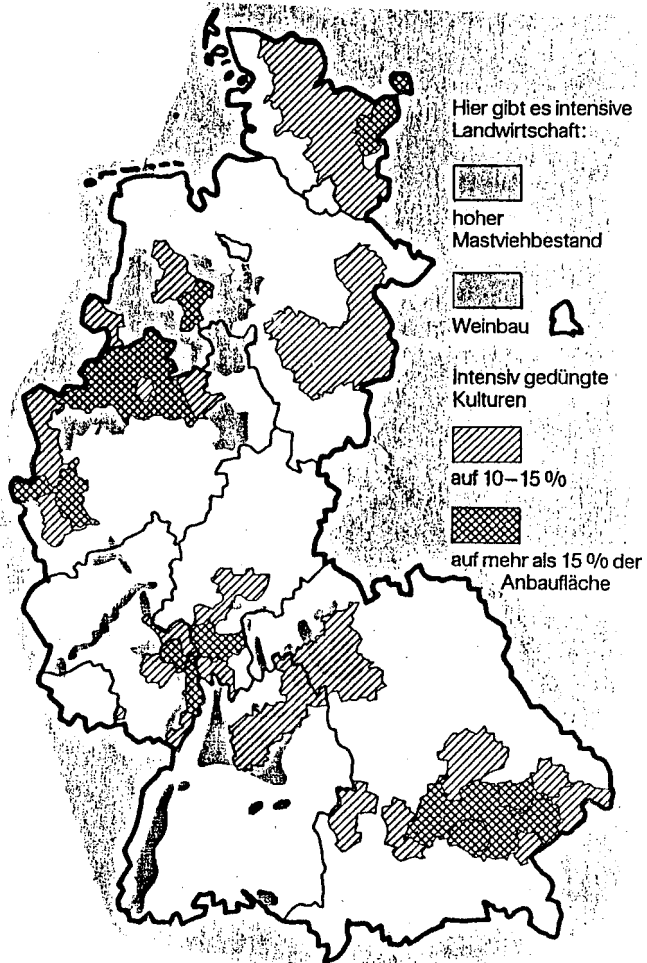 Hier gibt es intensive
Landwirtschaft:
hoher
Mastviehbestand
Weinbau
Intensiv gedüngte
Kulturen
auf 10–15 %
auf mehr als 15 % der
Anbaufläche